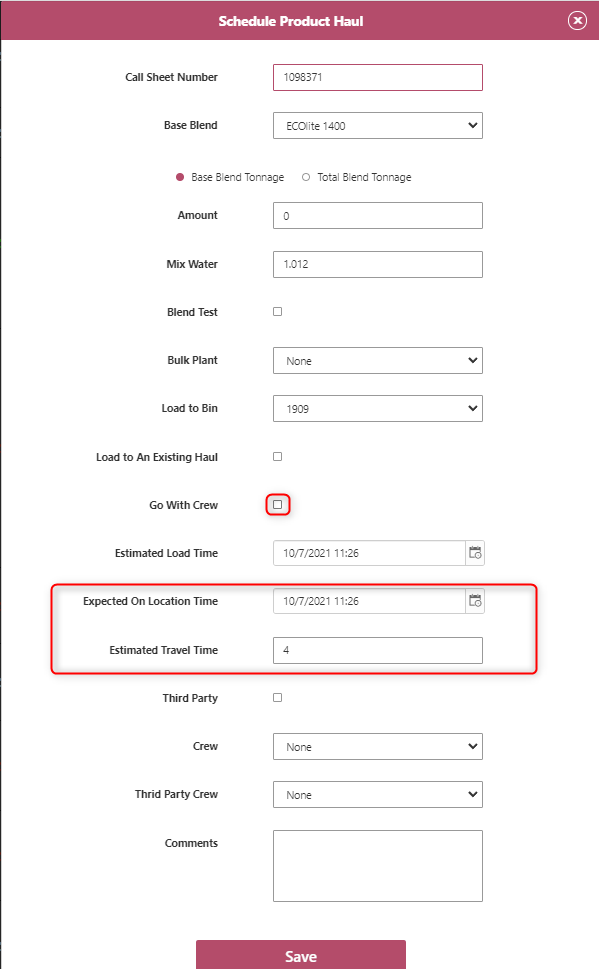 Schedule Product Haul
Call Sheet Number 1098371
Base Blend ECOlite 1400
Base Blend Tonnage Total Blend Tonnage
Amount 0
Mix Water 1.012
Blend Test
Bulk Plant None
Load to Bin 1909
Load to An Existing Haul
Go With Crew
Estimated Load Time 10/7/2021 11:26
Expected On Location Time 10/7/2021 11:26
Estimated Travel Time 4
Third Party
Crew None
Thrid Party Crew None
Comments
Save